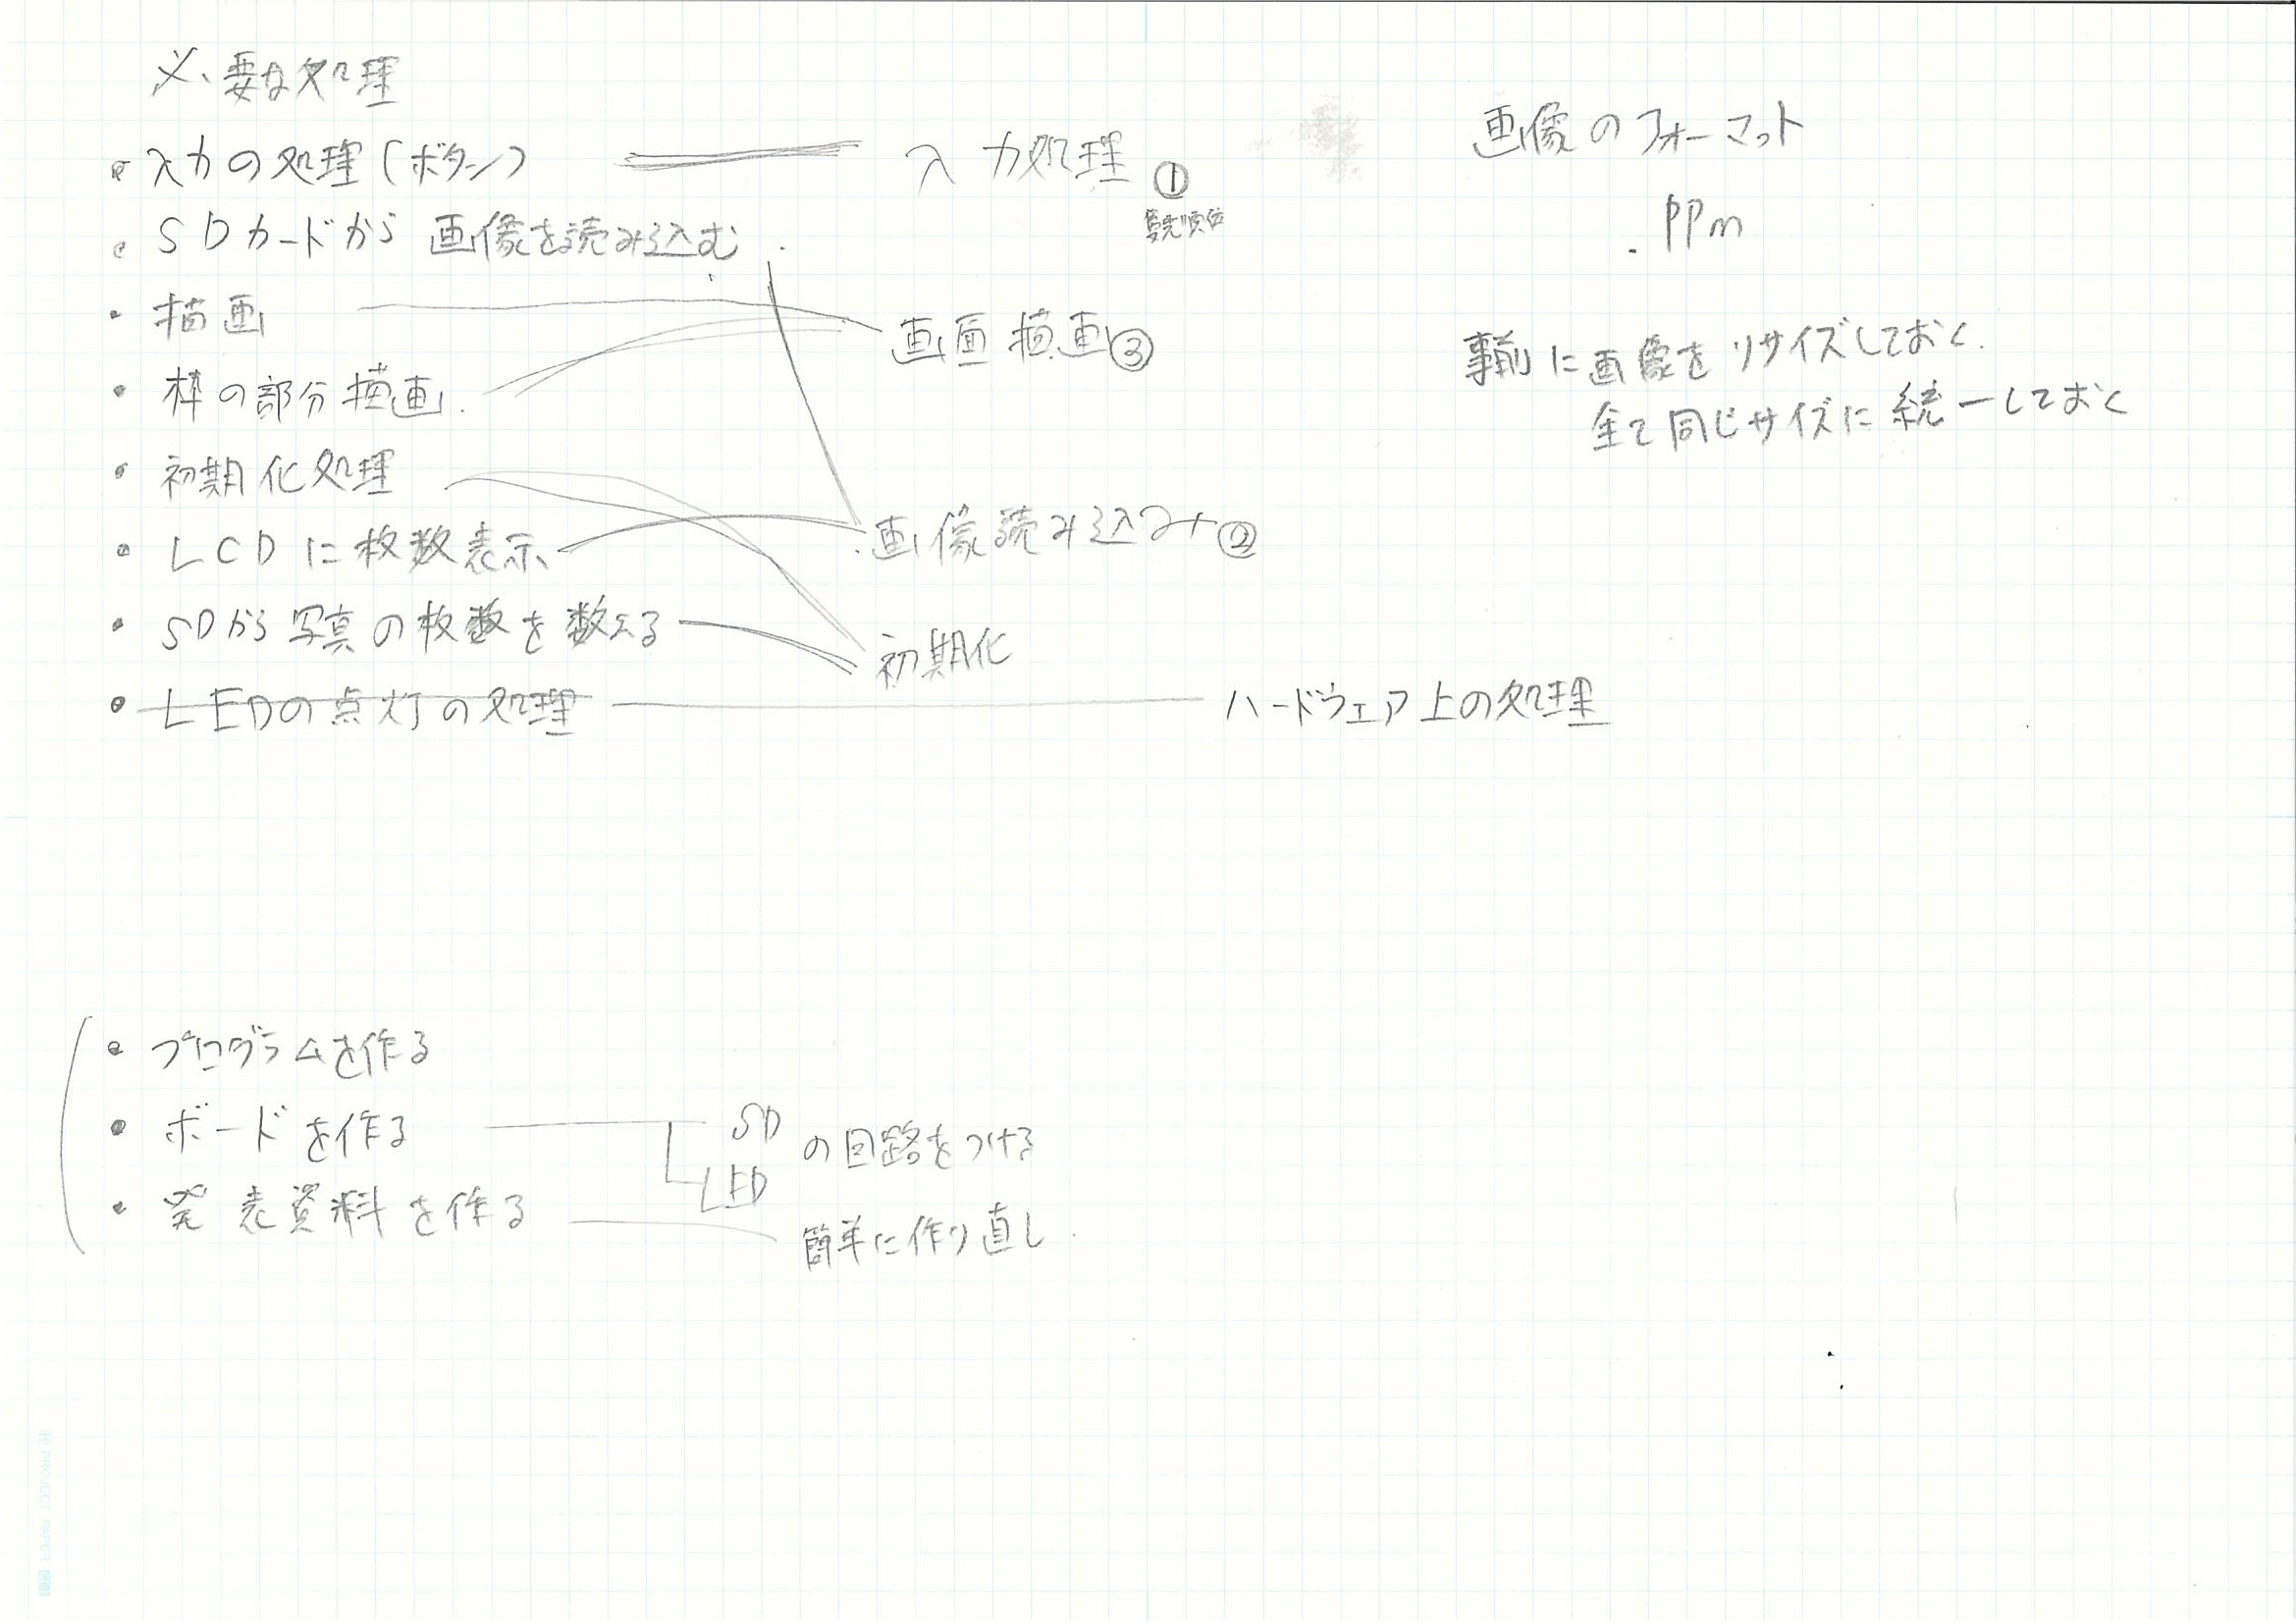 必要な処理
・入力の処理(ボタン) 入力処理 ①
優先順位
・SDカードから画像を読み込む
・描画 画面描画③
・枠の部分描画.
・初期化処理
・LCDに枚数表示 画像読み込み②
・SDから写真の枚数を数える 初期化
・LEDの点灯の処理 ハードウェア上の処理
画像のフォーマット
.ppm
事前に画像をリサイズしておく.
全て同じサイズに統一しておく
・プログラムを作る
・ボードを作る SD の回路をつける
LED
・発表資料を作る 簡単に作り直し.
PROJECT PAPER